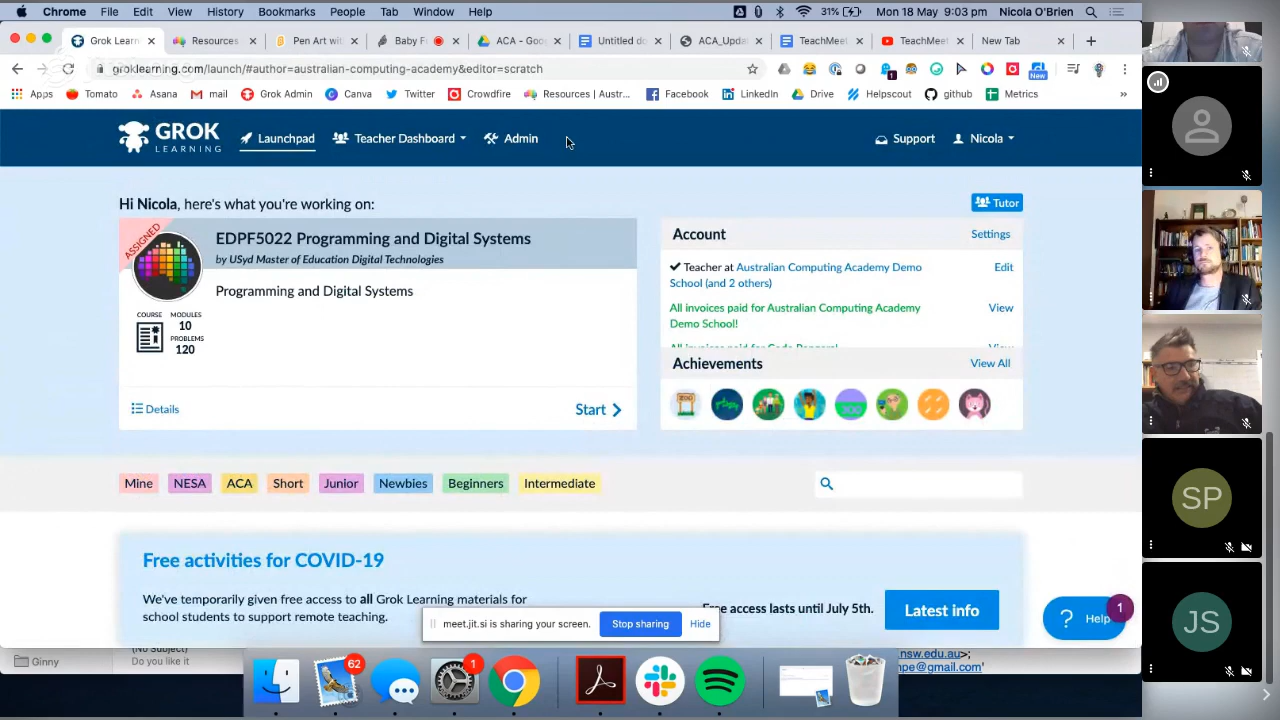 Chrome File Edit View History Bookmarks People Tab Window Help 31% Mon 18 May 9:03 pm Nicola O'Brien
Grok Learn Resources Pen Art wit Baby F ACA - Goo Untitled do ACA_Upda TeachMeet TeachMeet New Tab
groklearning.com/launch/#author=australian-computing-academy&editor=scratch
1 New
Apps Tomato Asana mail Grok Admin Canva Twitter Crowdfire Resources | Austr... Facebook LinkedIn Drive Helpscout github Metrics »
GROK LEARNING Launchpad Teacher Dashboard Admin Support Nicola
Hi Nicola, here's what you're working on:
Tutor
ASSIGNED
EDPF5022 Programming and Digital Systems
by USyd Master of Education Digital Technologies
Programming and Digital Systems
COURSE MODULES
10
PROBLEMS
120
Details Start
Account Settings
Teacher at Australian Computing Academy Demo School (and 2 others) Edit
All invoices paid for Australian Computing Academy Demo School! View
Achievements View All
Mine NESA ACA Short Junior Newbies Beginners Intermediate
Free activities for COVID-19
We've temporarily given free access to all Grok Learning materials for
school students to support remote teaching.
Free access lasts until July 5th.
Latest info
? Help 1
meet.jit.si is sharing your screen. Stop sharing Hide
Ginny
(No Subject)
Do you like it
.nsw.edu.au>;
mpe@gmail.com'
62 1
SP
JS